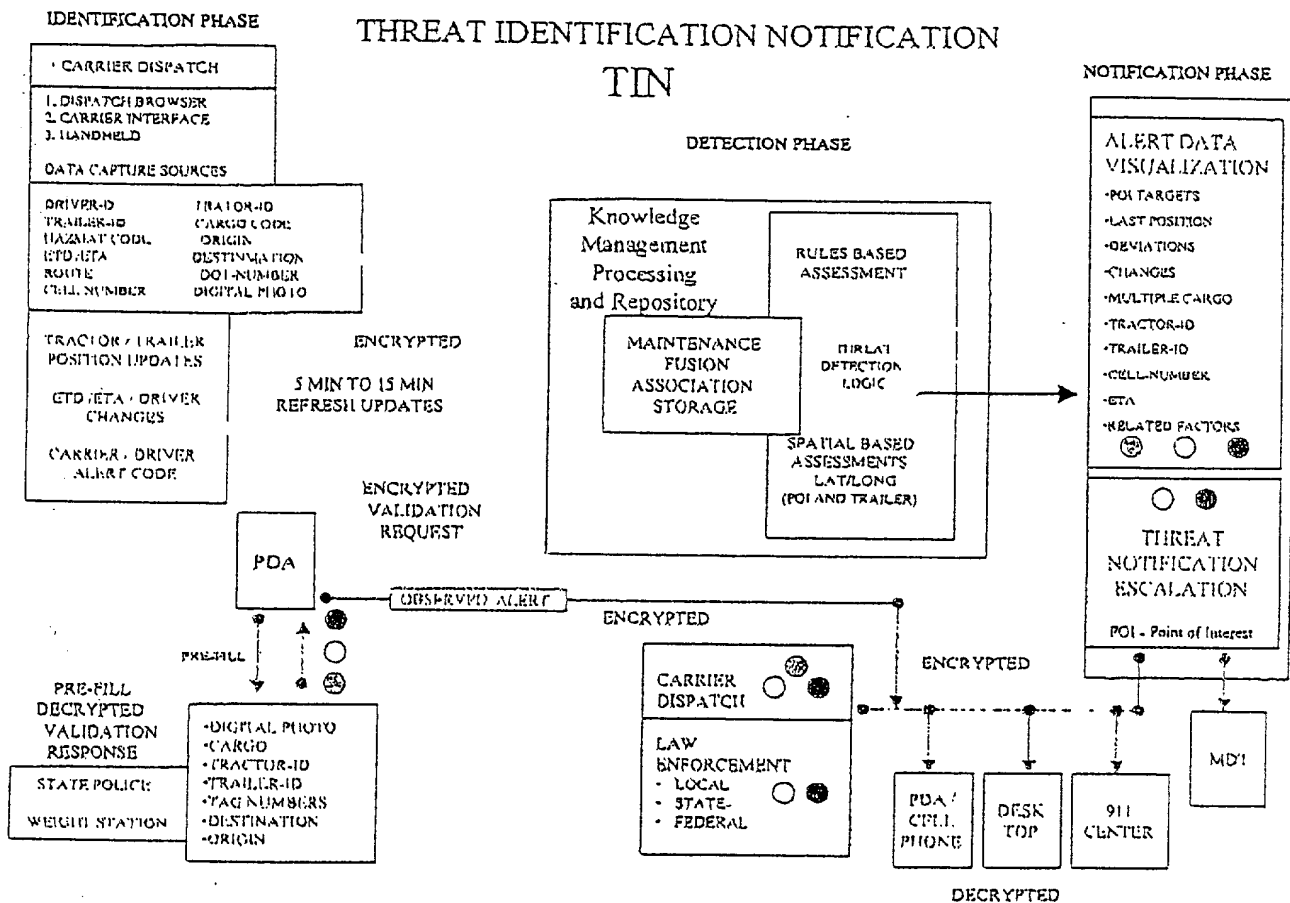 IDENTIFICATION PHASE
THREAT IDENTIFICATION NOTIFICATION
TIN
NOTIFICATION PHASE
DETECTION PHASE
· CARRIER DISPATCH
1. DISPATCH BROWSER
2. CARRIER INTERFACE
3. HANDHELD
DATA CAPTURE SOURCES
DRIVER-ID TRATOR-ID
TRAILER-ID CARGO CODE
HAZMAT CODE ORIGIN
ETD/ETA DESTINMATION
ROUTE DOT-NUMBER
CELL NUMBER DIGITAL PHOTO
TRACTOR / TRAILER
POSITION UPDATES
ETD/ETA / DRIVER
CHANGES
CARRIER / DRIVER
ALERT CODE
ENCRYPTED
5 MIN TO 15 MIN
REFRESH UPDATES
ENCRYPTED
VALIDATION
REQUEST
Knowledge
Management
Processing
and Repository
MAINTENANCE
FUSION
ASSOCIATION
STORAGE
RULES BASED
ASSESSMENT
THREAT
DETECTION
LOGIC
SPATIAL BASED
ASSESSMENTS
LAT/LONG
(POI AND TRAILER)
ALERT DATA
VISUALIZATION
•POI TARGETS
•LAST POSITION
•DEVIATIONS
•CHANGES
•MULTIPLE CARGO
•TRACTOR-ID
•TRAILER-ID
•CELL-NUMBER
•ETA
•RELATED FACTORS
THREAT
NOTIFICATION
ESCALATION
POI - Point of Interest
PDA
OBSERVED ALERT
ENCRYPTED
PRE-FILL
PRE-FILL
DECRYPTED
VALIDATION
RESPONSE
STATE POLICE
WEIGHT STATION
•DIGITAL PHOTO
•CARGO
•TRACTOR-ID
•TRAILER-ID
•TAG NUMBERS
•DESTINATION
•ORIGIN
CARRIER
DISPATCH
LAW
ENFORCEMENT
• LOCAL
• STATE-
• FEDERAL
ENCRYPTED
PDA /
CELL
PHONE
DESK
TOP
911
CENTER
MDT
DECRYPTED